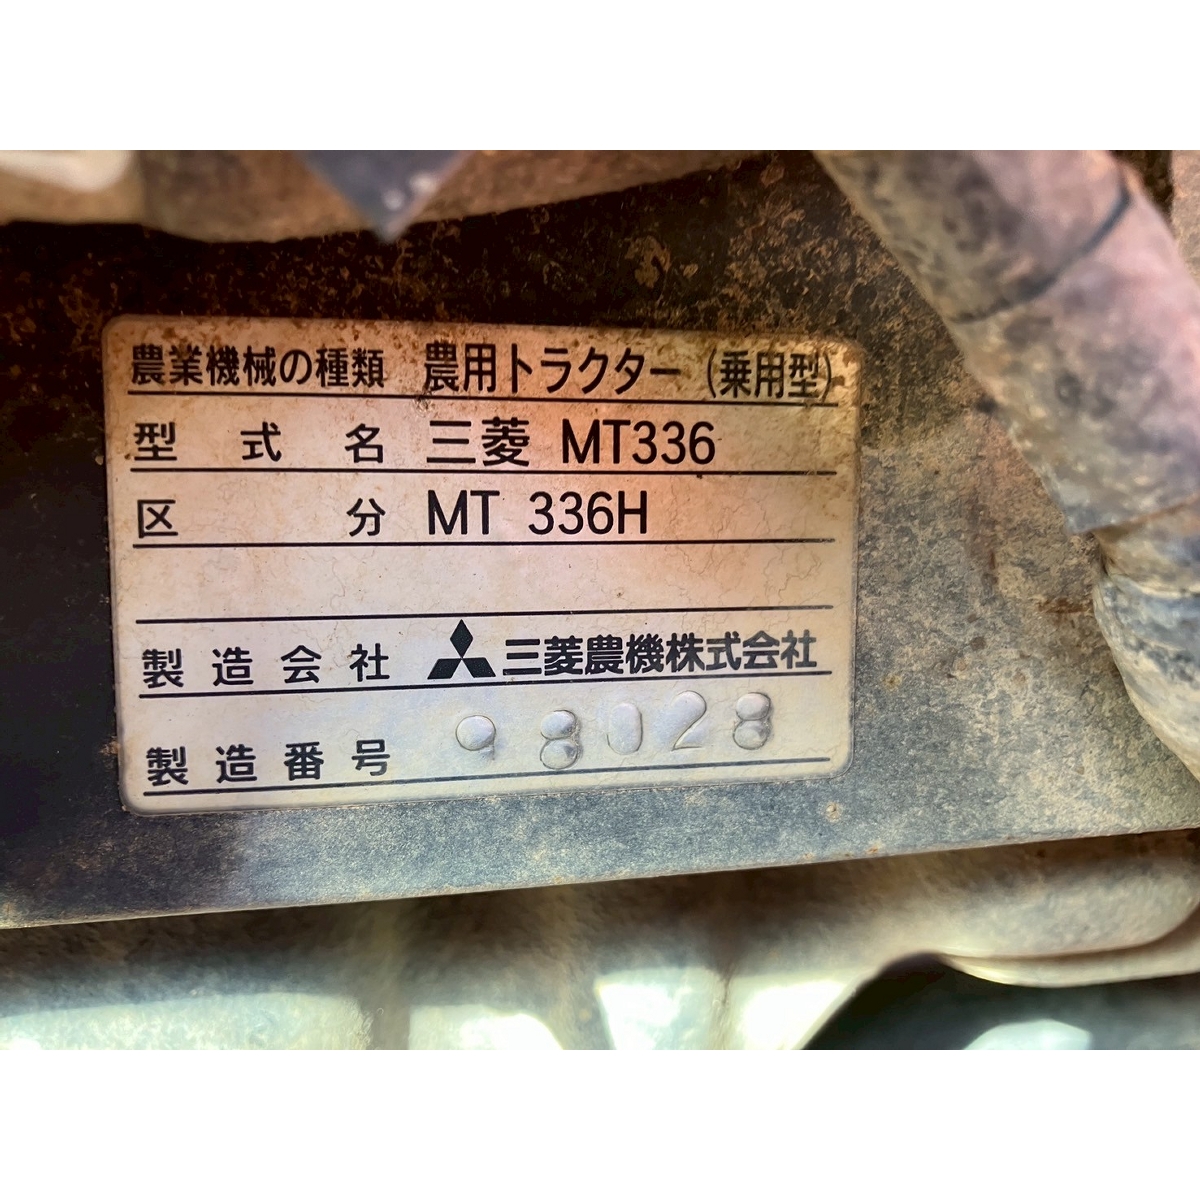 農業機械の種類 農用トラクター (乗用型)
型式名 三菱 MT336
区分 MT 336H
製造会社 三菱農機株式会社
製造番号 98028